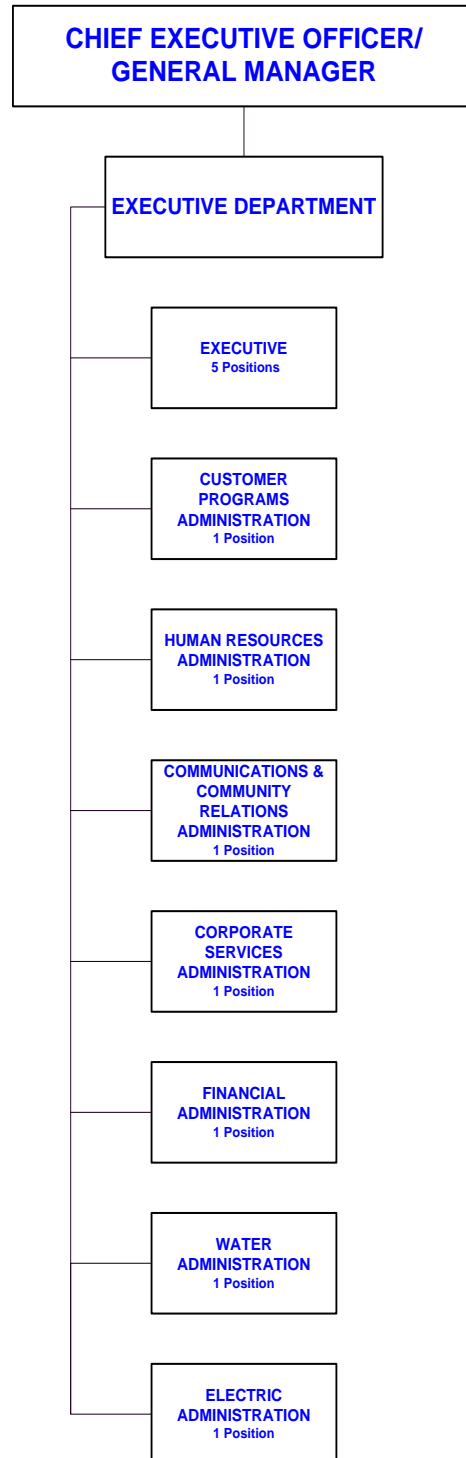 CHIEF EXECUTIVE OFFICER/
GENERAL MANAGER
EXECUTIVE DEPARTMENT
EXECUTIVE
5 Positions
CUSTOMER
PROGRAMS
ADMINISTRATION
1 Position
HUMAN RESOURCES
ADMINISTRATION
1 Position
COMMUNICATIONS &
COMMUNITY
RELATIONS
ADMINISTRATION
1 Position
CORPORATE
SERVICES
ADMINISTRATION
1 Position
FINANCIAL
ADMINISTRATION
1 Position
WATER
ADMINISTRATION
1 Position
ELECTRIC
ADMINISTRATION
1 Position